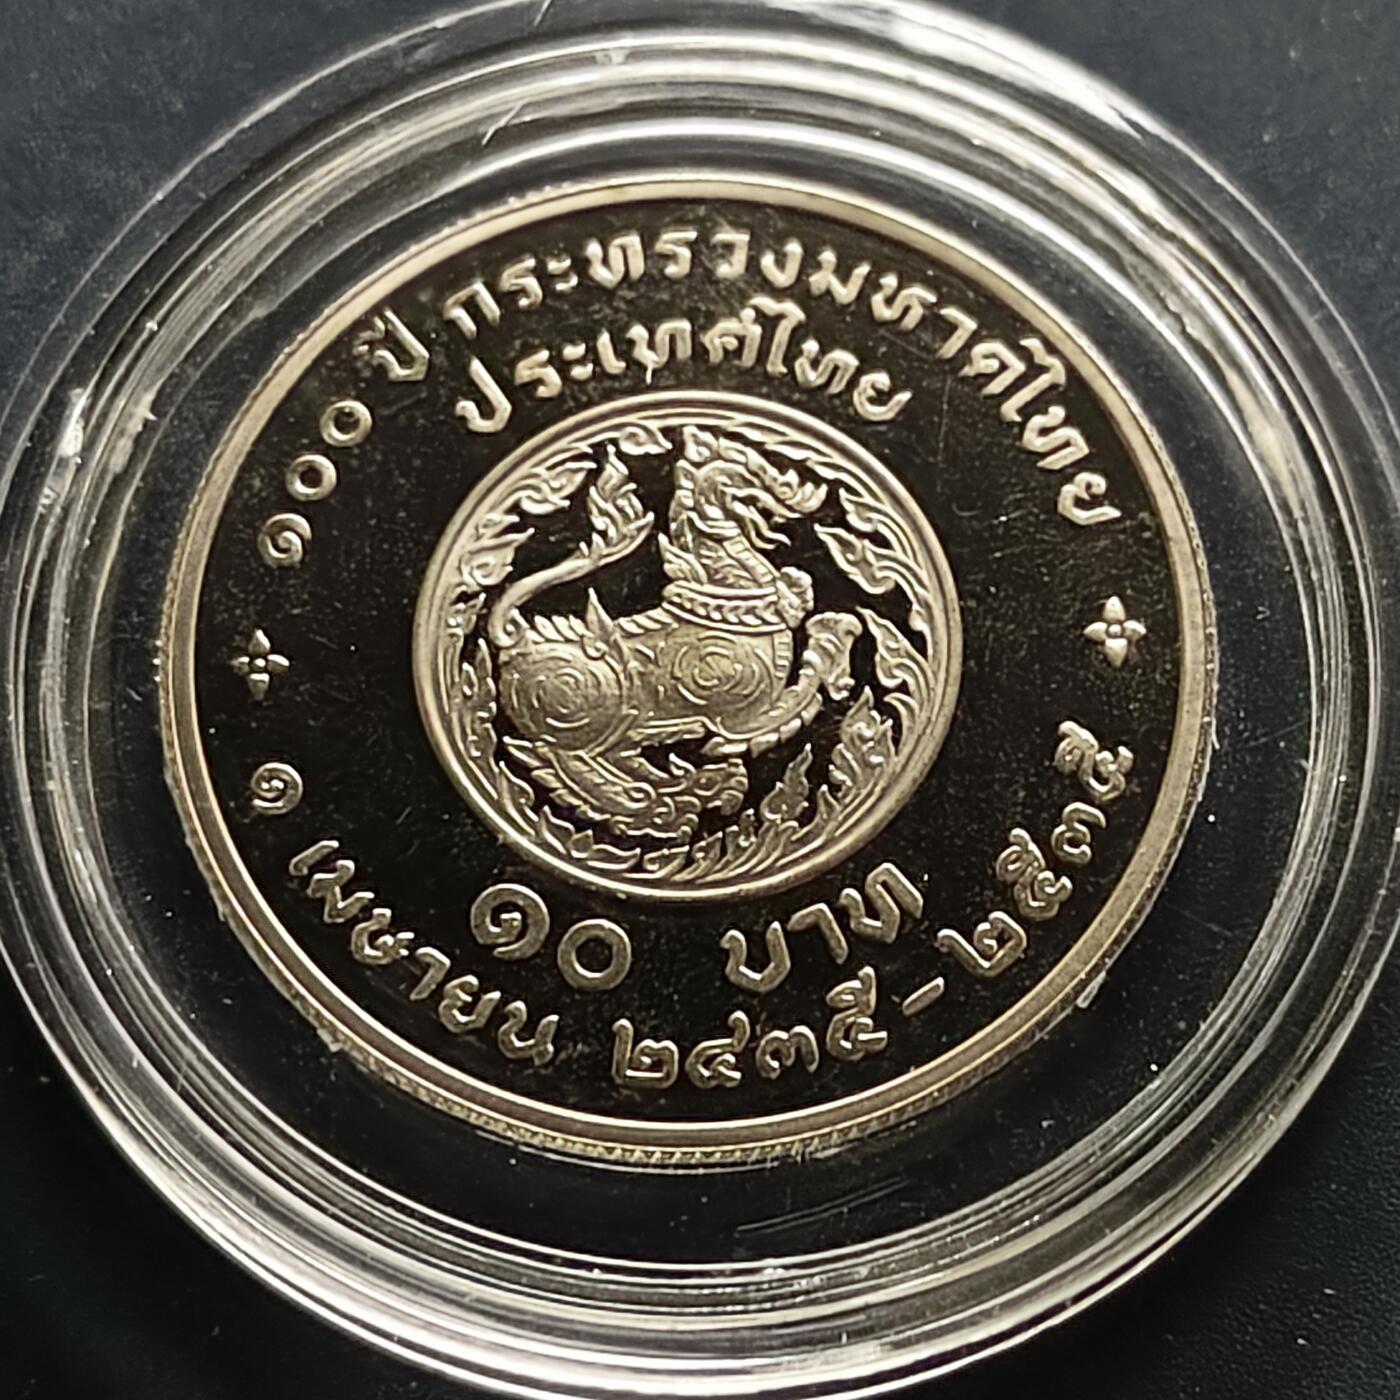 ๑๐๐ ปี กระทรวงมหาดไทย
ประเทศไทย
๑๐ บาท
๑ เมษายน ๒๔๓๕ - ๒๕๓๕